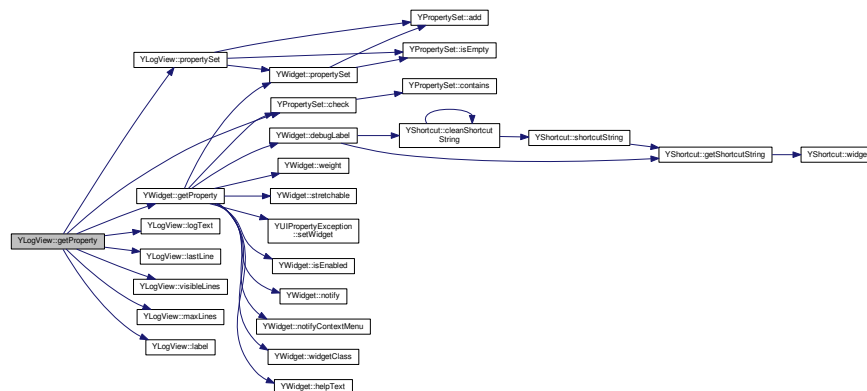 YPropertySet::add
YPropertySet::isEmpty
YLogView::propertySet
YWidget::propertySet
YPropertySet::contains
YPropertySet::check
YWidget::debugLabel
YShortcut::cleanShortcut
String
YShortcut::shortcutString
YShortcut::getShortcutString
YShortcut::widge
YWidget::weight
YWidget::getProperty
YWidget::stretchable
YUIPropertyException
::setWidget
YLogView::getProperty
YLogView::logText
YLogView::lastLine
YWidget::isEnabled
YLogView::visibleLines
YWidget::notify
YLogView::maxLines
YWidget::notifyContextMenu
YLogView::label
YWidget::widgetClass
YWidget::helpText